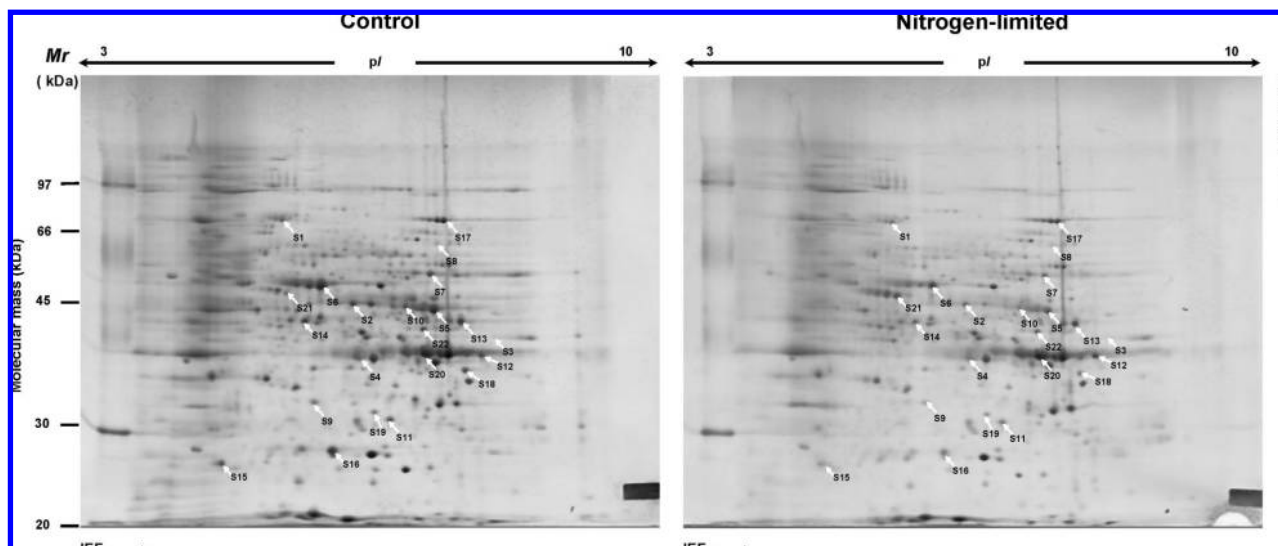 Control
Nitrogen-limited
Mr
3
10
3
10
( kDa)
pI
pI
97
66
45
30
20
Molecular mass (kDa)
S1
S17
S8
S7
S6
S21
S2
S10
S5
S13
S14
S22
S3
S12
S4
S20
S18
S9
S19
S11
S16
S15
S1
S17
S8
S7
S6
S21
S2
S10
S5
S13
S14
S22
S3
S12
S4
S20
S18
S9
S19
S11
S16
S15